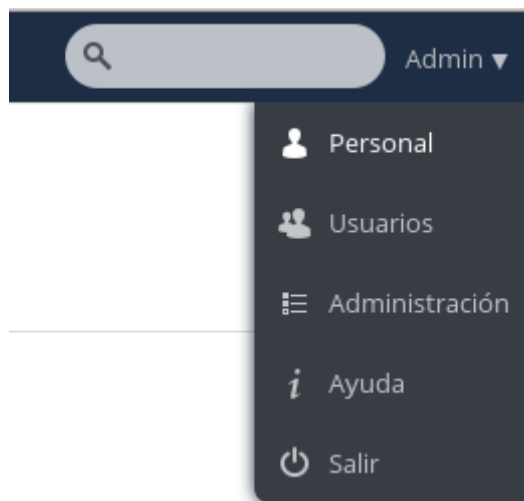 Admin ▼
Personal
Usuarios
Administración
Ayuda
Salir